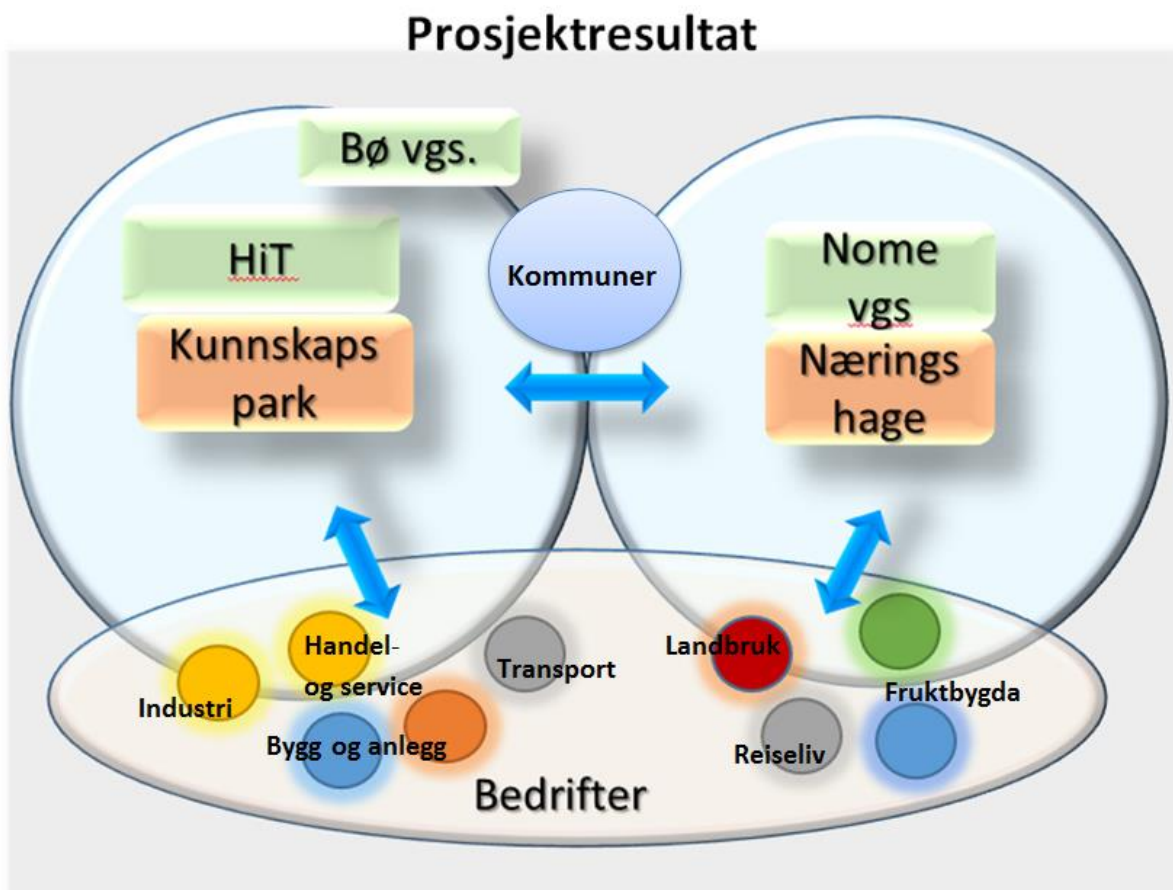 Prosjektresultat
Bø vgs.
HiT
Kunnskaps
park
Kommuner
Nome
vgs
Nærings
hage
Handel-
og service
Industri
Bygg og anlegg
Transport
Landbruk
Fruktbygda
Reiseliv
Bedrifter